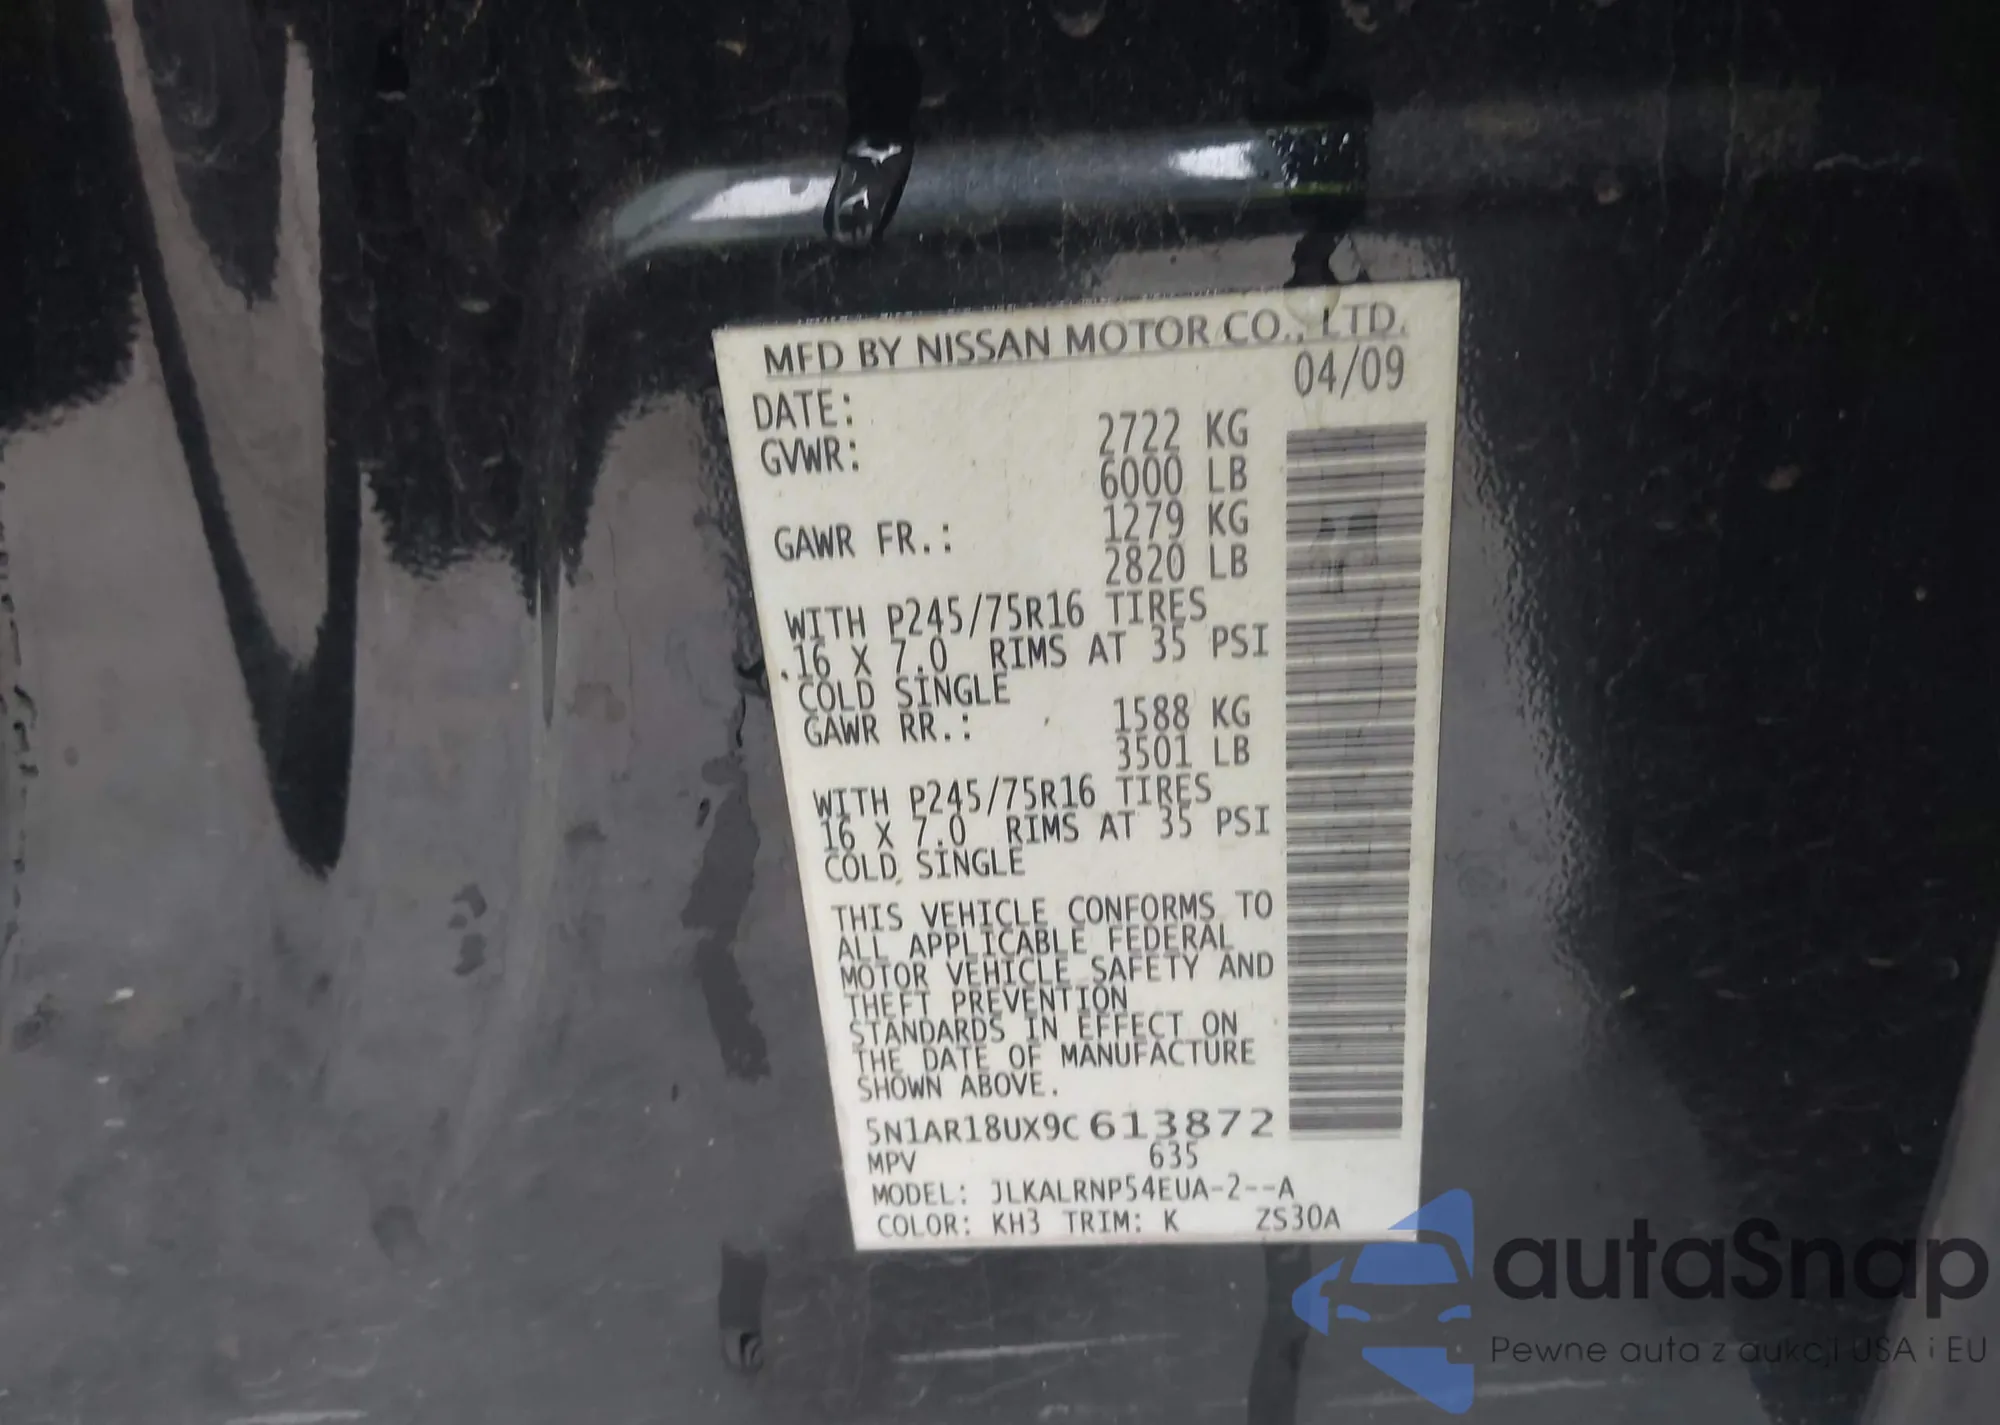 MFD BY NISSAN MOTOR CO., LTD.
DATE: 04/09
GVWR: 2722 KG
6000 LB
GAWR FR.: 1279 KG
2820 LB
WITH P245/75R16 TIRES
16 X 7.0 RIMS AT 35 PSI
COLD SINGLE
GAWR RR.: 1588 KG
3501 LB
WITH P245/75R16 TIRES
16 X 7.0 RIMS AT 35 PSI
COLD SINGLE
THIS VEHICLE CONFORMS TO
ALL APPLICABLE FEDERAL
MOTOR VEHICLE SAFETY AND
THEFT PREVENTION
STANDARDS IN EFFECT ON
THE DATE OF MANUFACTURE
SHOWN ABOVE.
5N1AR18UX9C613872
MPV 635
MODEL: JLKALRNP54EUA-2--A
COLOR: KH3 TRIM: K ZS30A
autaSnap
Pewne auta z aukcji USA i EU